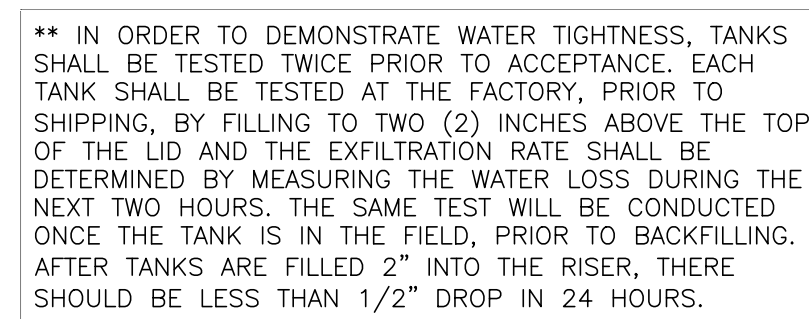 ** IN ORDER TO DEMONSTRATE WATER TIGHTNESS, TANKS
SHALL BE TESTED TWICE PRIOR TO ACCEPTANCE. EACH
TANK SHALL BE TESTED AT THE FACTORY, PRIOR TO
SHIPPING, BY FILLING TO TWO (2) INCHES ABOVE THE TOP
OF THE LID AND THE EXFILTRATION RATE SHALL BE
DETERMINED BY MEASURING THE WATER LOSS DURING THE
NEXT TWO HOURS. THE SAME TEST WILL BE CONDUCTED
ONCE THE TANK IS IN THE FIELD, PRIOR TO BACKFILLING.
AFTER TANKS ARE FILLED 2” INTO THE RISER, THERE
SHOULD BE LESS THAN 1/2” DROP IN 24 HOURS.